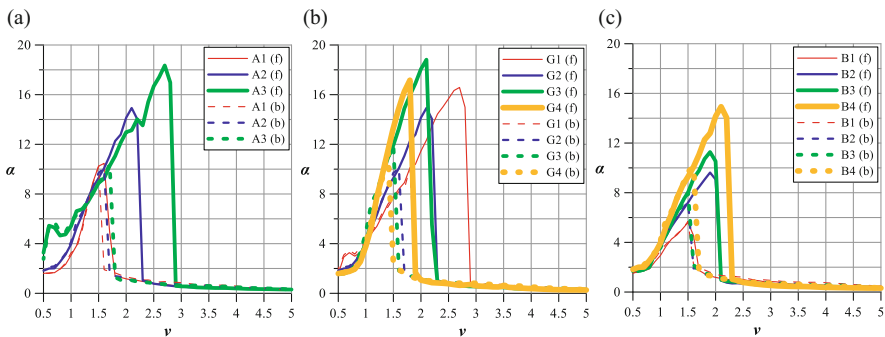 (a)
20
16
12
α
8
4
0
0.5 1 1.5 2 2.5 3 3.5 4 4.5 5
ν
A1 (f)
A2 (f)
A3 (f)
A1 (b)
A2 (b)
A3 (b)
(b)
20
16
12
α
8
4
0
0.5 1 1.5 2 2.5 3 3.5 4 4.5 5
ν
G1 (f)
G2 (f)
G3 (f)
G4 (f)
G1 (b)
G2 (b)
G3 (b)
G4 (b)
(c)
20
16
12
α
8
4
0
0.5 1 1.5 2 2.5 3 3.5 4 4.5 5
ν
B1 (f)
B2 (f)
B3 (f)
B4 (f)
B1 (b)
B2 (b)
B3 (b)
B4 (b)